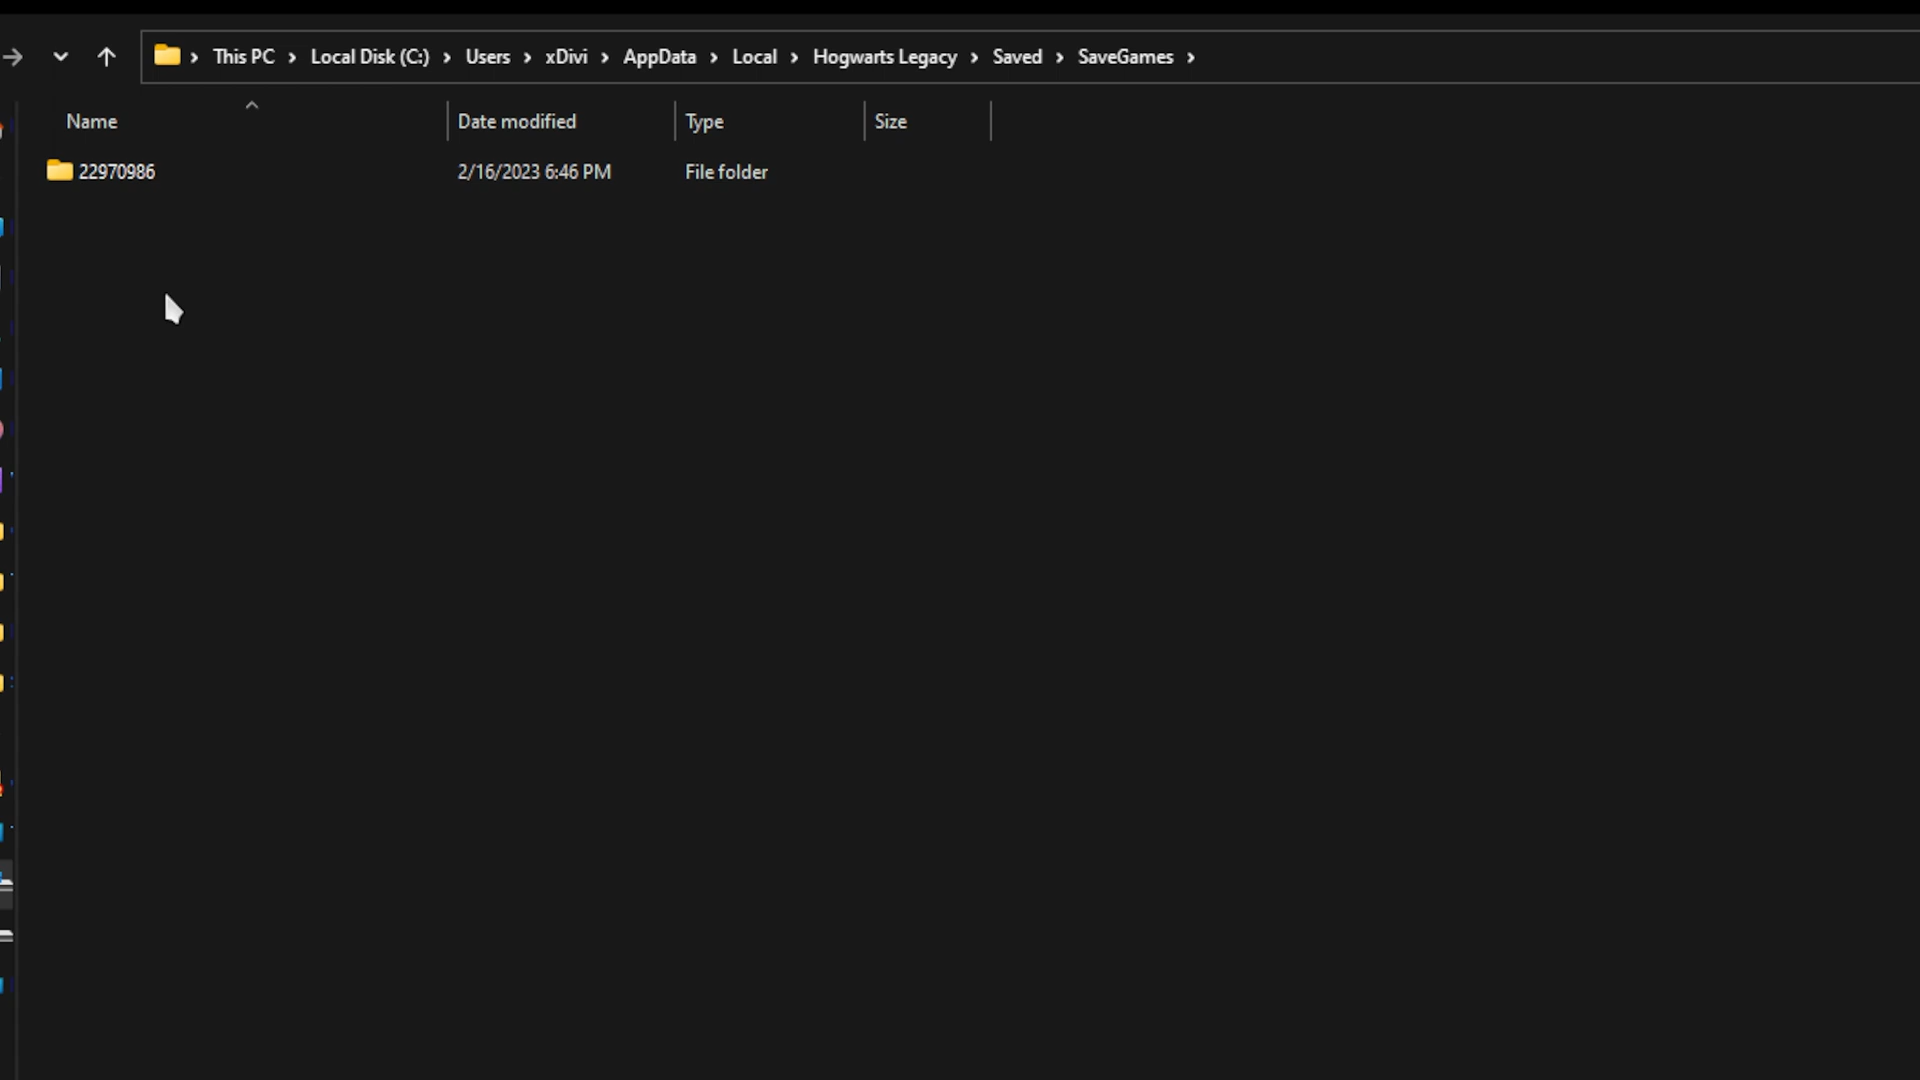 This PC > Local Disk (C:) > Users > xDivi > AppData > Local > Hogwarts Legacy > Saved > SaveGames >
Name Date modified Type Size
22970986 2/16/2023 6:46 PM File folder